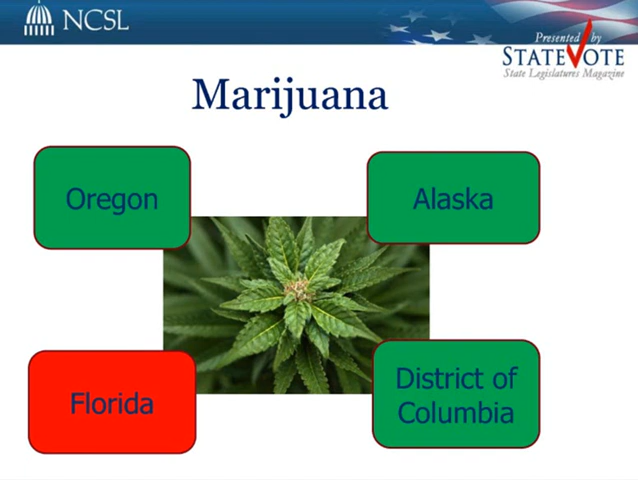 NCSL
Presented by
STATEVOTE
State Legislatures Magazine
Marijuana
Oregon
Alaska
Florida
District of
Columbia